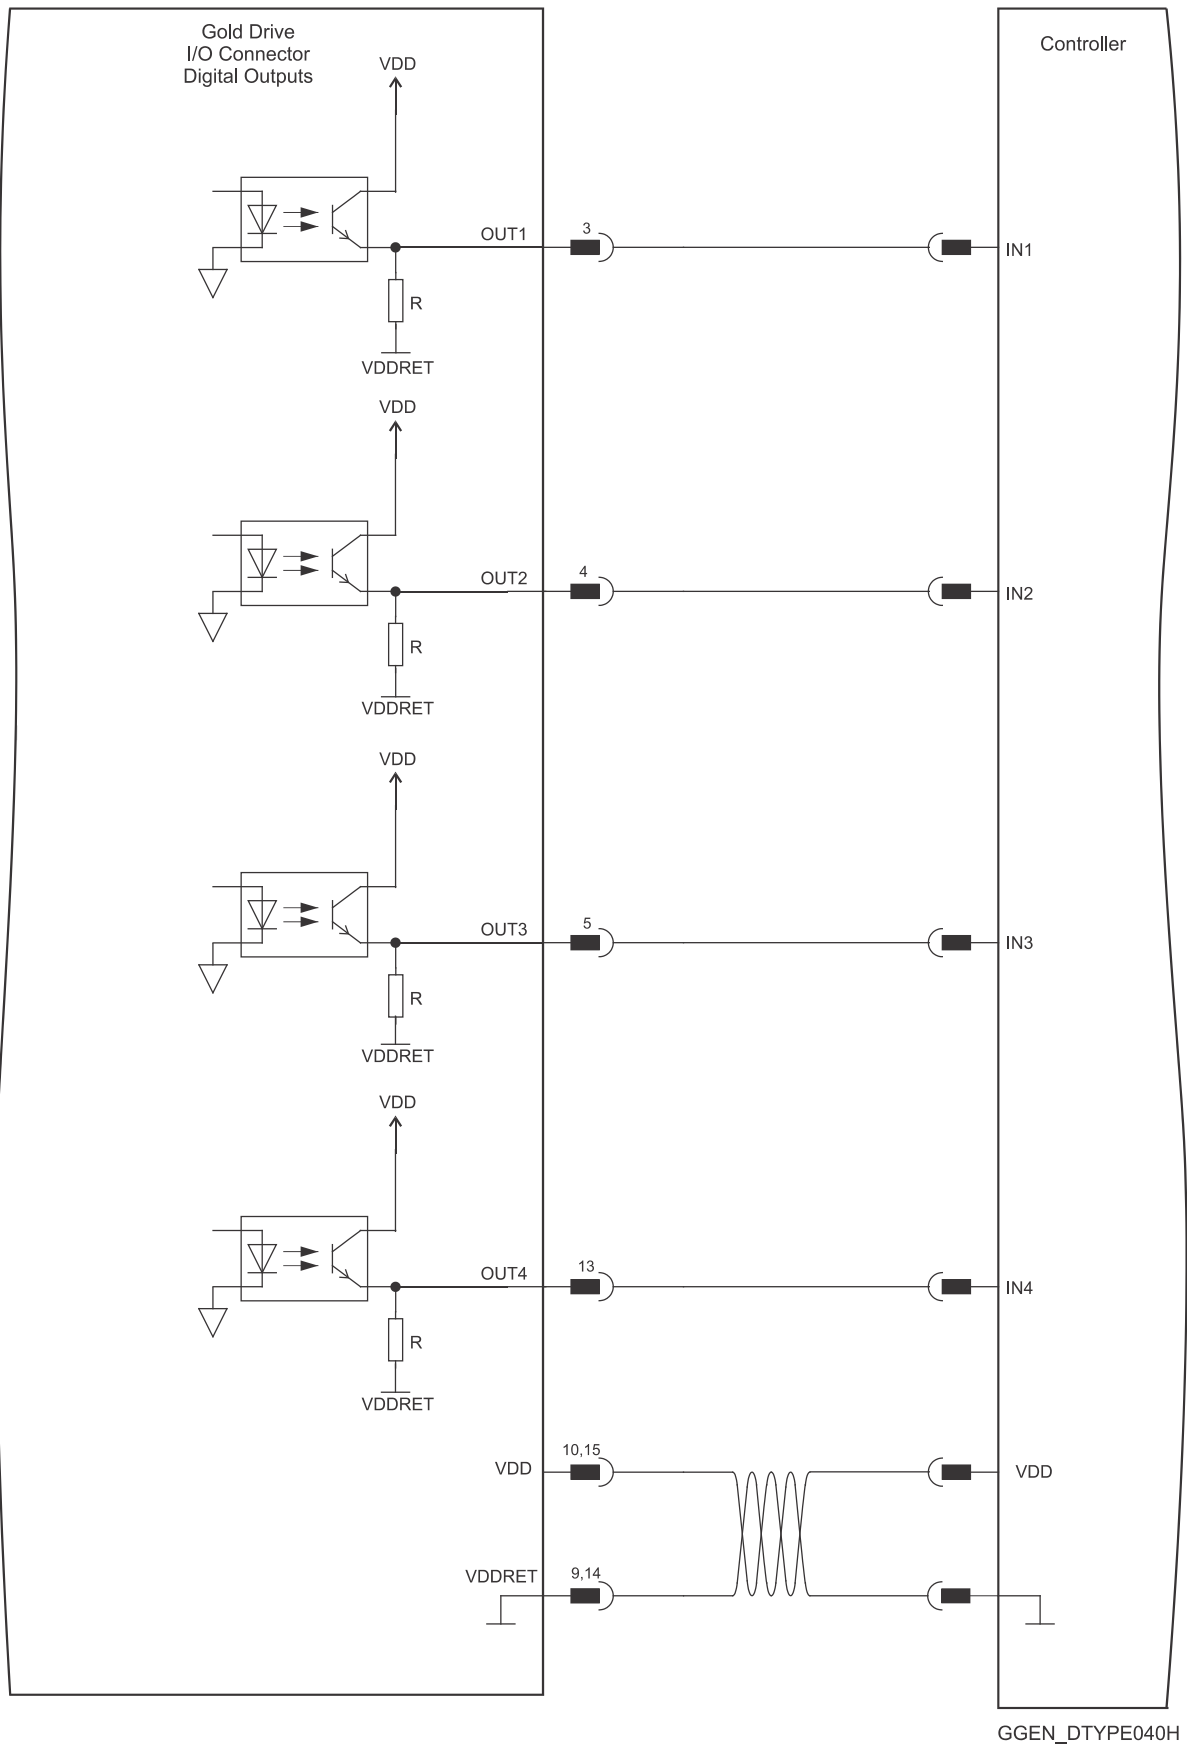 Gold Drive
I/O Connector
Digital Outputs
Controller
VDD
OUT1
3
IN1
R
VDDRET
VDD
OUT2
4
IN2
R
VDDRET
VDD
OUT3
5
IN3
R
VDDRET
VDD
OUT4
13
IN4
R
VDDRET
VDD
10,15
VDD
VDDRET
9,14
GGEN_DTYPE040H